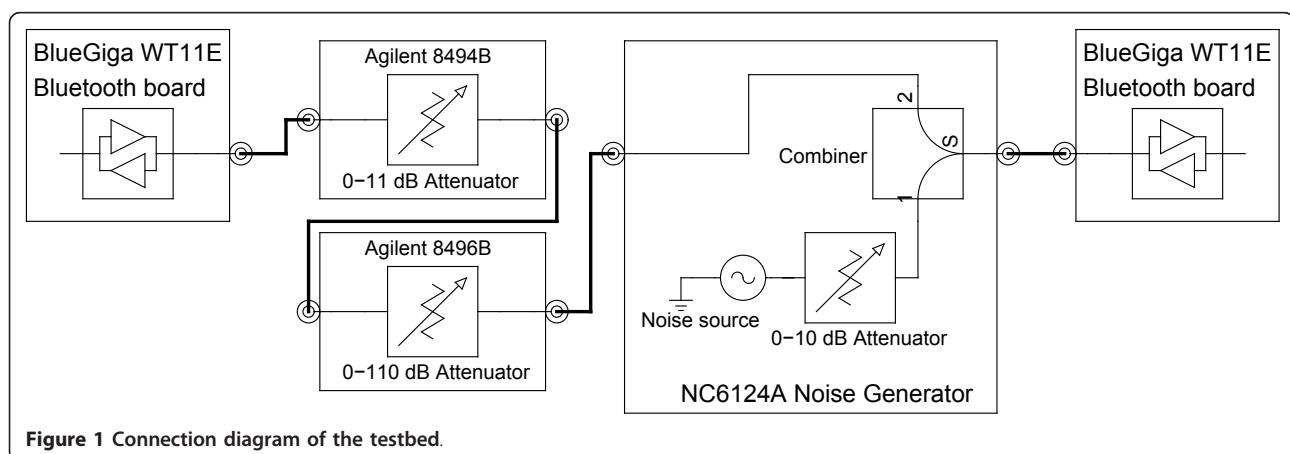 BlueGiga WT11E
Bluetooth board
Agilent 8494B
0−11 dB Attenuator
Agilent 8496B
0−110 dB Attenuator
2
Combiner
S
1
Noise source
0−10 dB Attenuator
NC6124A Noise Generator
BlueGiga WT11E
Bluetooth board
Figure 1 Connection diagram of the testbed.